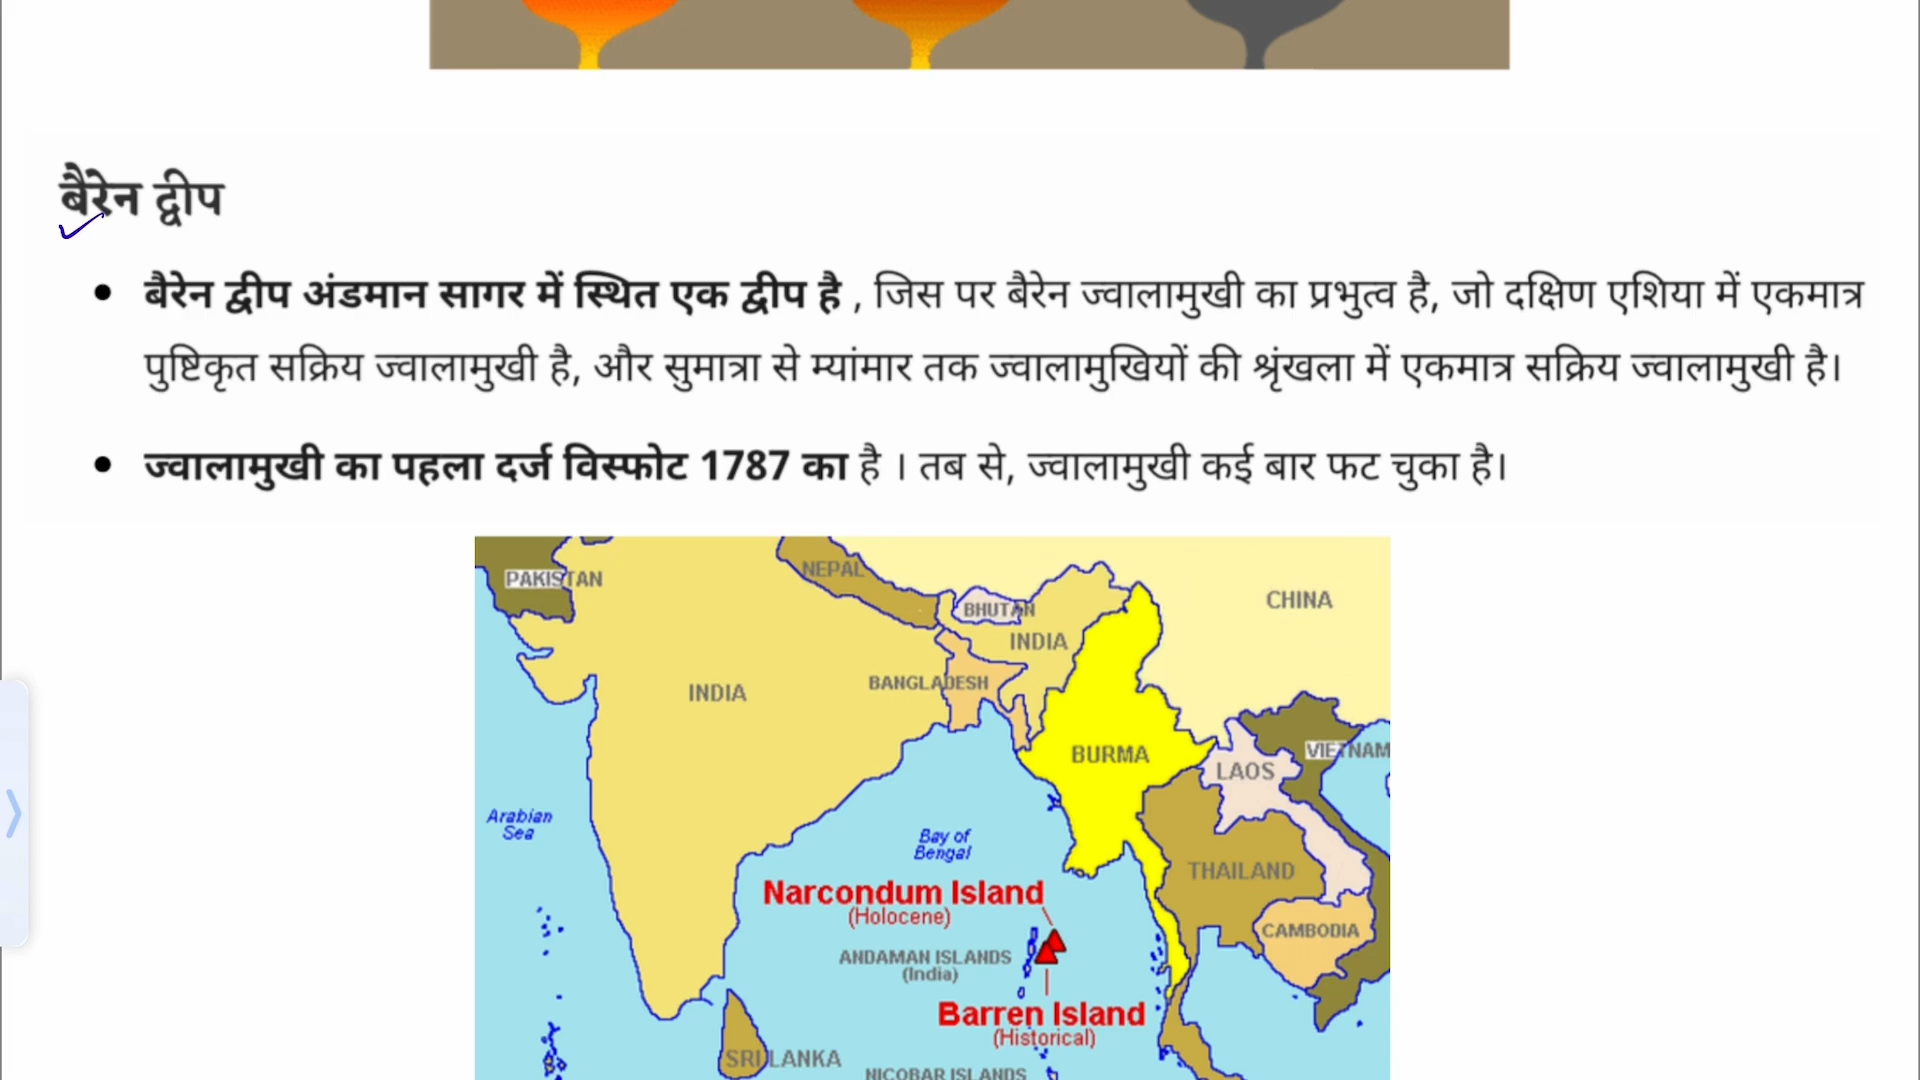 बैरेन द्वीप
बैरेन द्वीप अंडमान सागर में स्थित एक द्वीप है , जिस पर बैरेन ज्वालामुखी का प्रभुत्व है, जो दक्षिण एशिया में एकमात्र
पुष्टिकृत सक्रिय ज्वालामुखी है, और सुमात्रा से म्यांमार तक ज्वालामुखियों की श्रृंखला में एकमात्र सक्रिय ज्वालामुखी है।
ज्वालामुखी का पहला दर्ज विस्फोट 1787 का है । तब से, ज्वालामुखी कई बार फट चुका है।
PAKISTAN
NEPAL
BHUTAN
CHINA
INDIA
BANGLADESH
INDIA
BURMA
VIETNAM
LAOS
Arabian
Sea
Bay of
Bengal
THAILAND
Narcondum Island
(Holocene)
CAMBODIA
ANDAMAN ISLANDS
(India)
Barren Island
(Historical)
SRI LANKA
NICOBAR ISLANDS